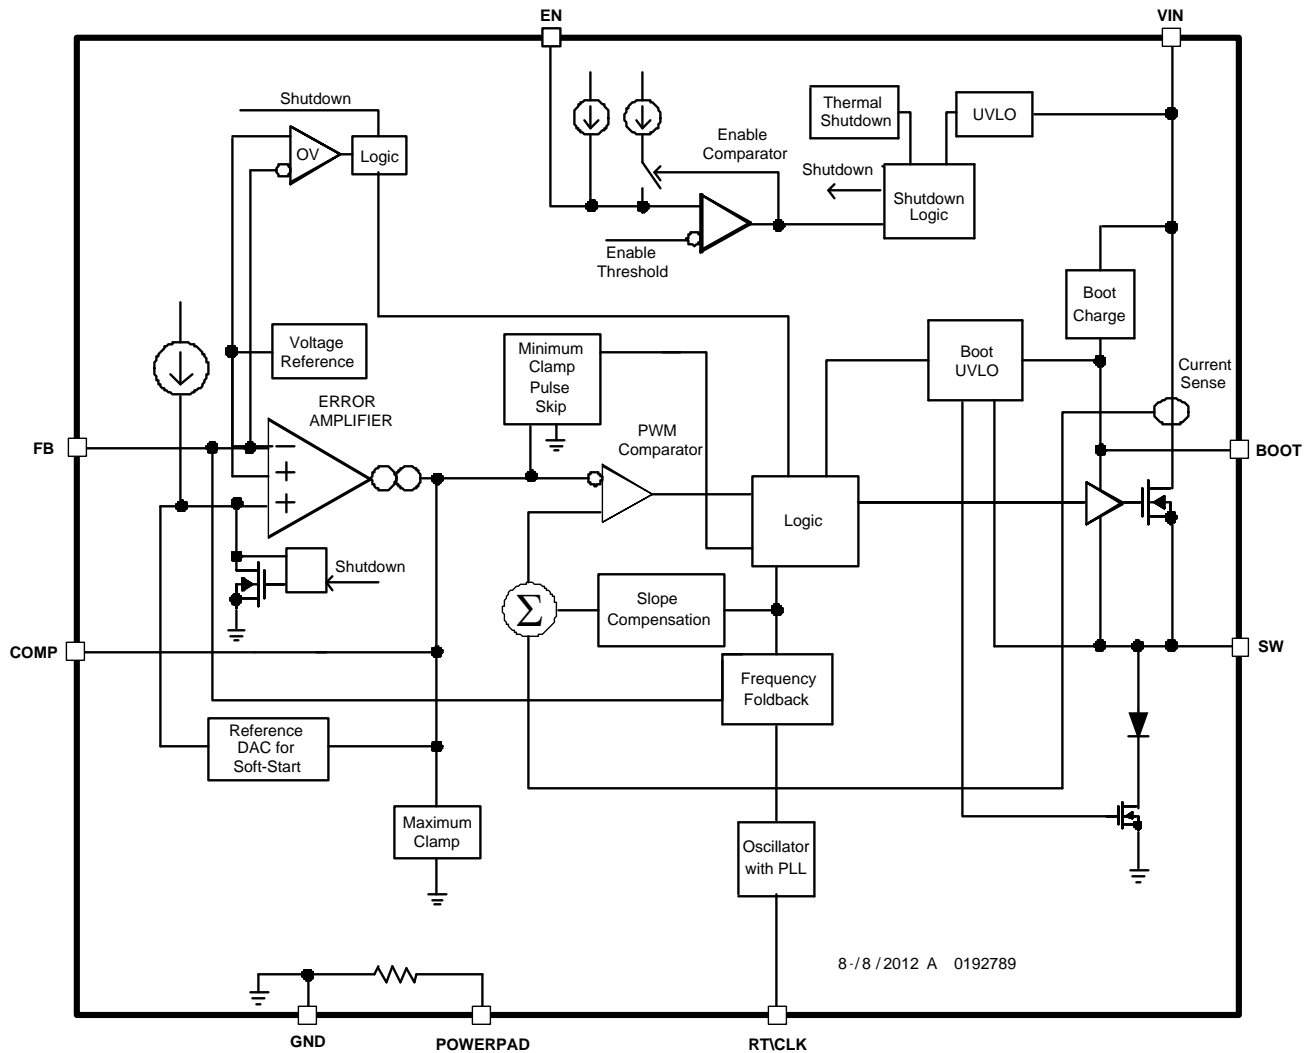 EN
VIN
Shutdown
OV
Logic
Enable
Comparator
Thermal
Shutdown
UVLO
Shutdown
Shutdown
Logic
Enable
Threshold
Boot
Charge
Voltage
Reference
Minimum
Clamp
Pulse
Skip
Boot
UVLO
Current
Sense
ERROR
AMPLIFIER
PWM
Comparator
FB
BOOT
Logic
Shutdown
Σ
Slope
Compensation
COMP
SW
Frequency
Foldback
Reference
DAC for
Soft-Start
Maximum
Clamp
Oscillator
with PLL
8-/8/2012 A 0192789
GND
POWERPAD
RT\CLK